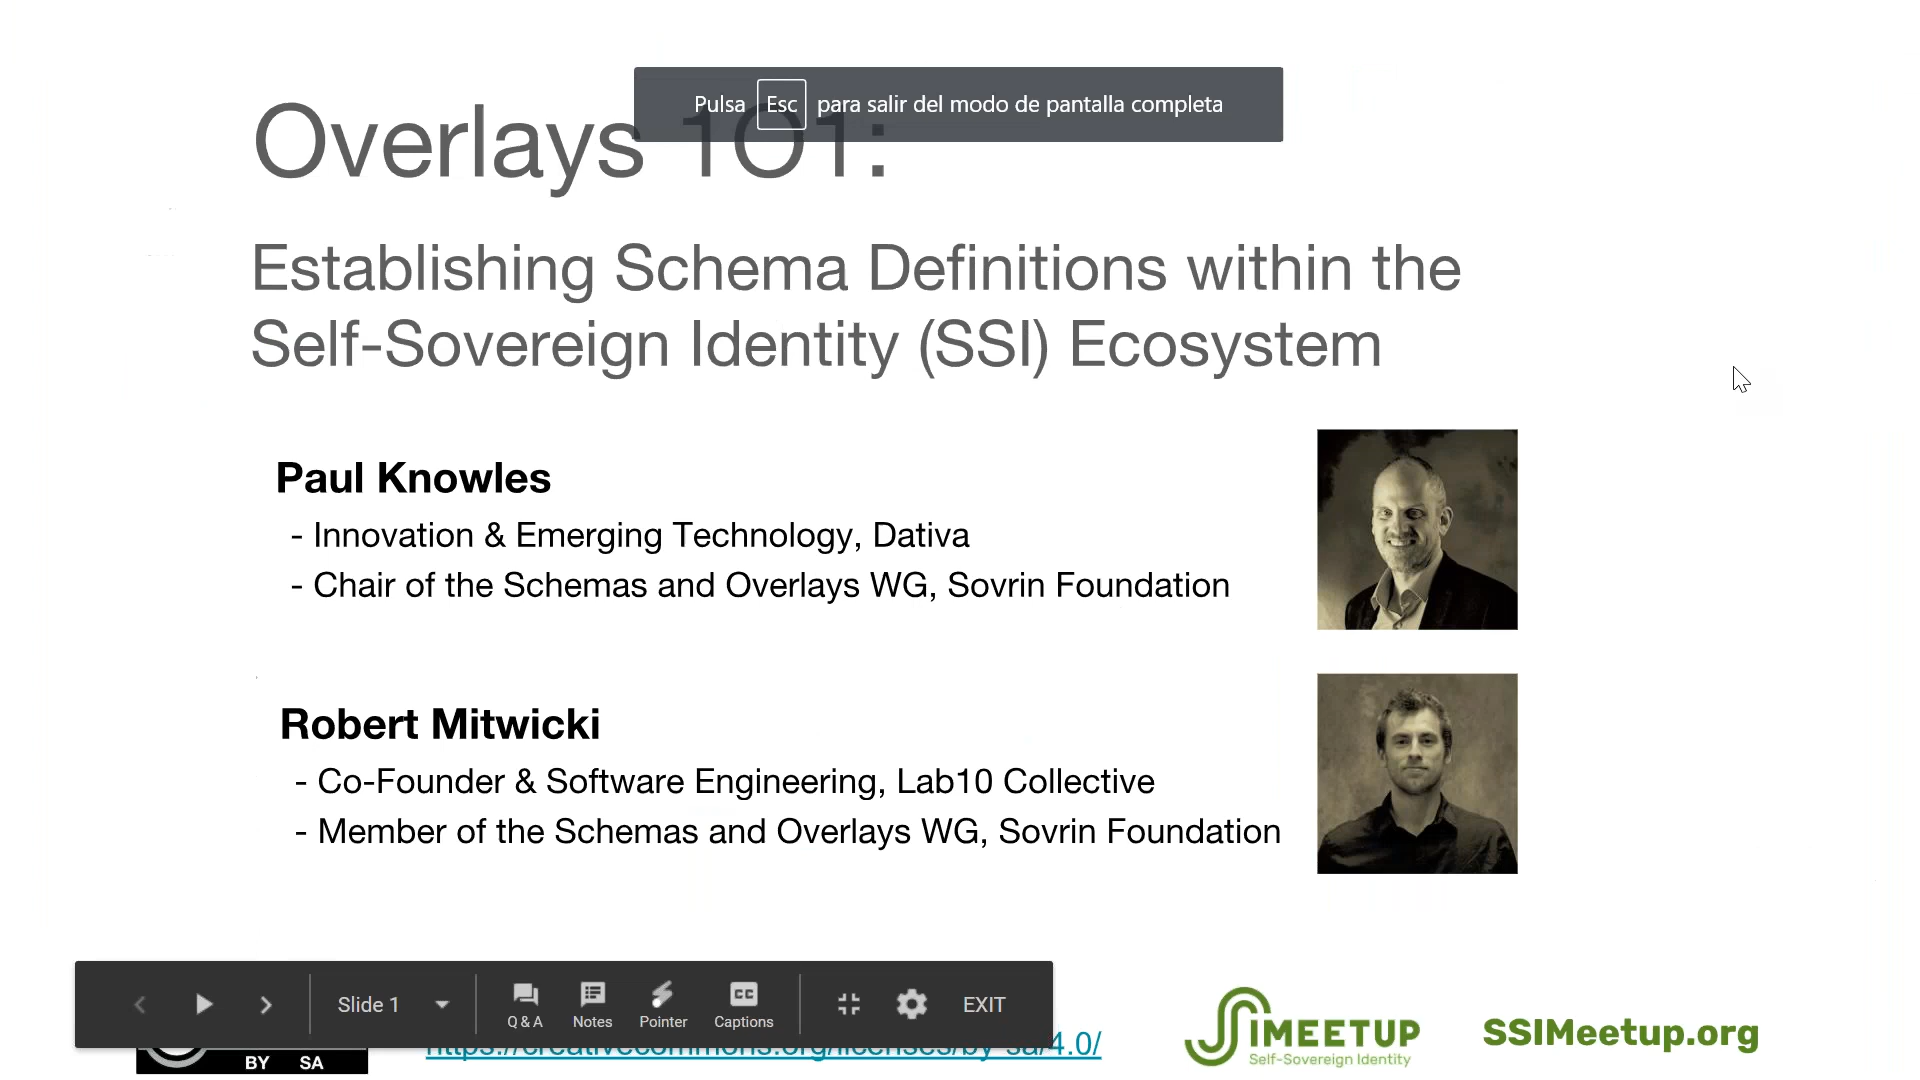 Pulsa Esc para salir del modo de pantalla completa
Overlays 101:
Establishing Schema Definitions within the
Self-Sovereign Identity (SSI) Ecosystem
Paul Knowles
- Innovation & Emerging Technology, Dativa
- Chair of the Schemas and Overlays WG, Sovrin Foundation
Robert Mitwicki
- Co-Founder & Software Engineering, Lab10 Collective
- Member of the Schemas and Overlays WG, Sovrin Foundation
Slide 1
Q & A
Notes
Pointer
CC
Captions
EXIT
BY SA
https://creativecommons.org/licenses/by-sa/4.0/
SIMEETUP
Self-Sovereign Identity
SSIMeetup.org